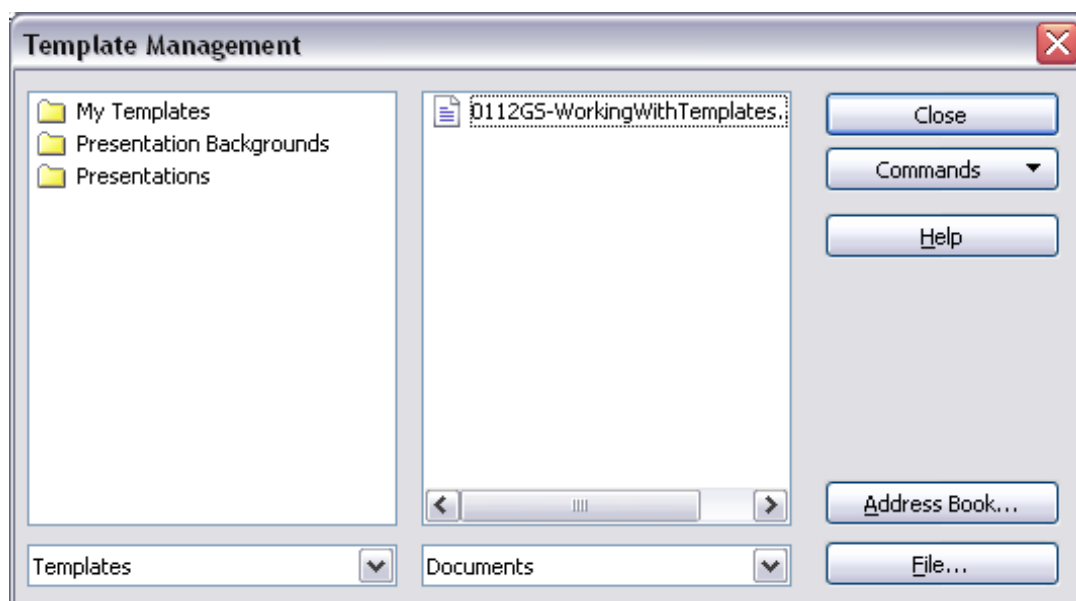 Template Management
My Templates
Presentation Backgrounds
Presentations
0112GS-WorkingWithTemplates.
Close
Commands
Help
Address Book...
Templates
Documents
File...